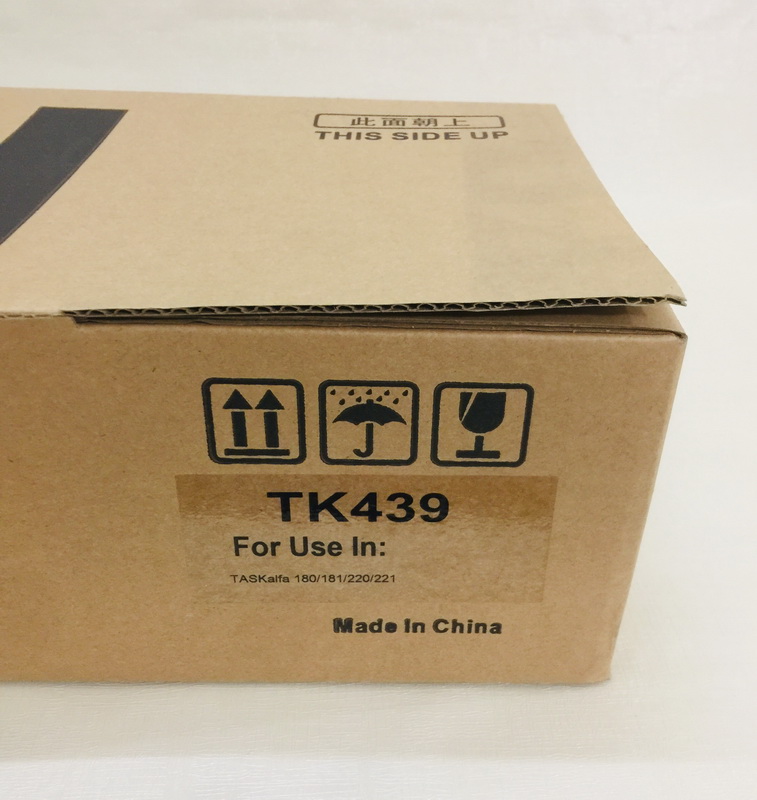 此面朝上
THIS SIDE UP
TK439
For Use In:
TASKalfa 180/181/220/221
Made In China